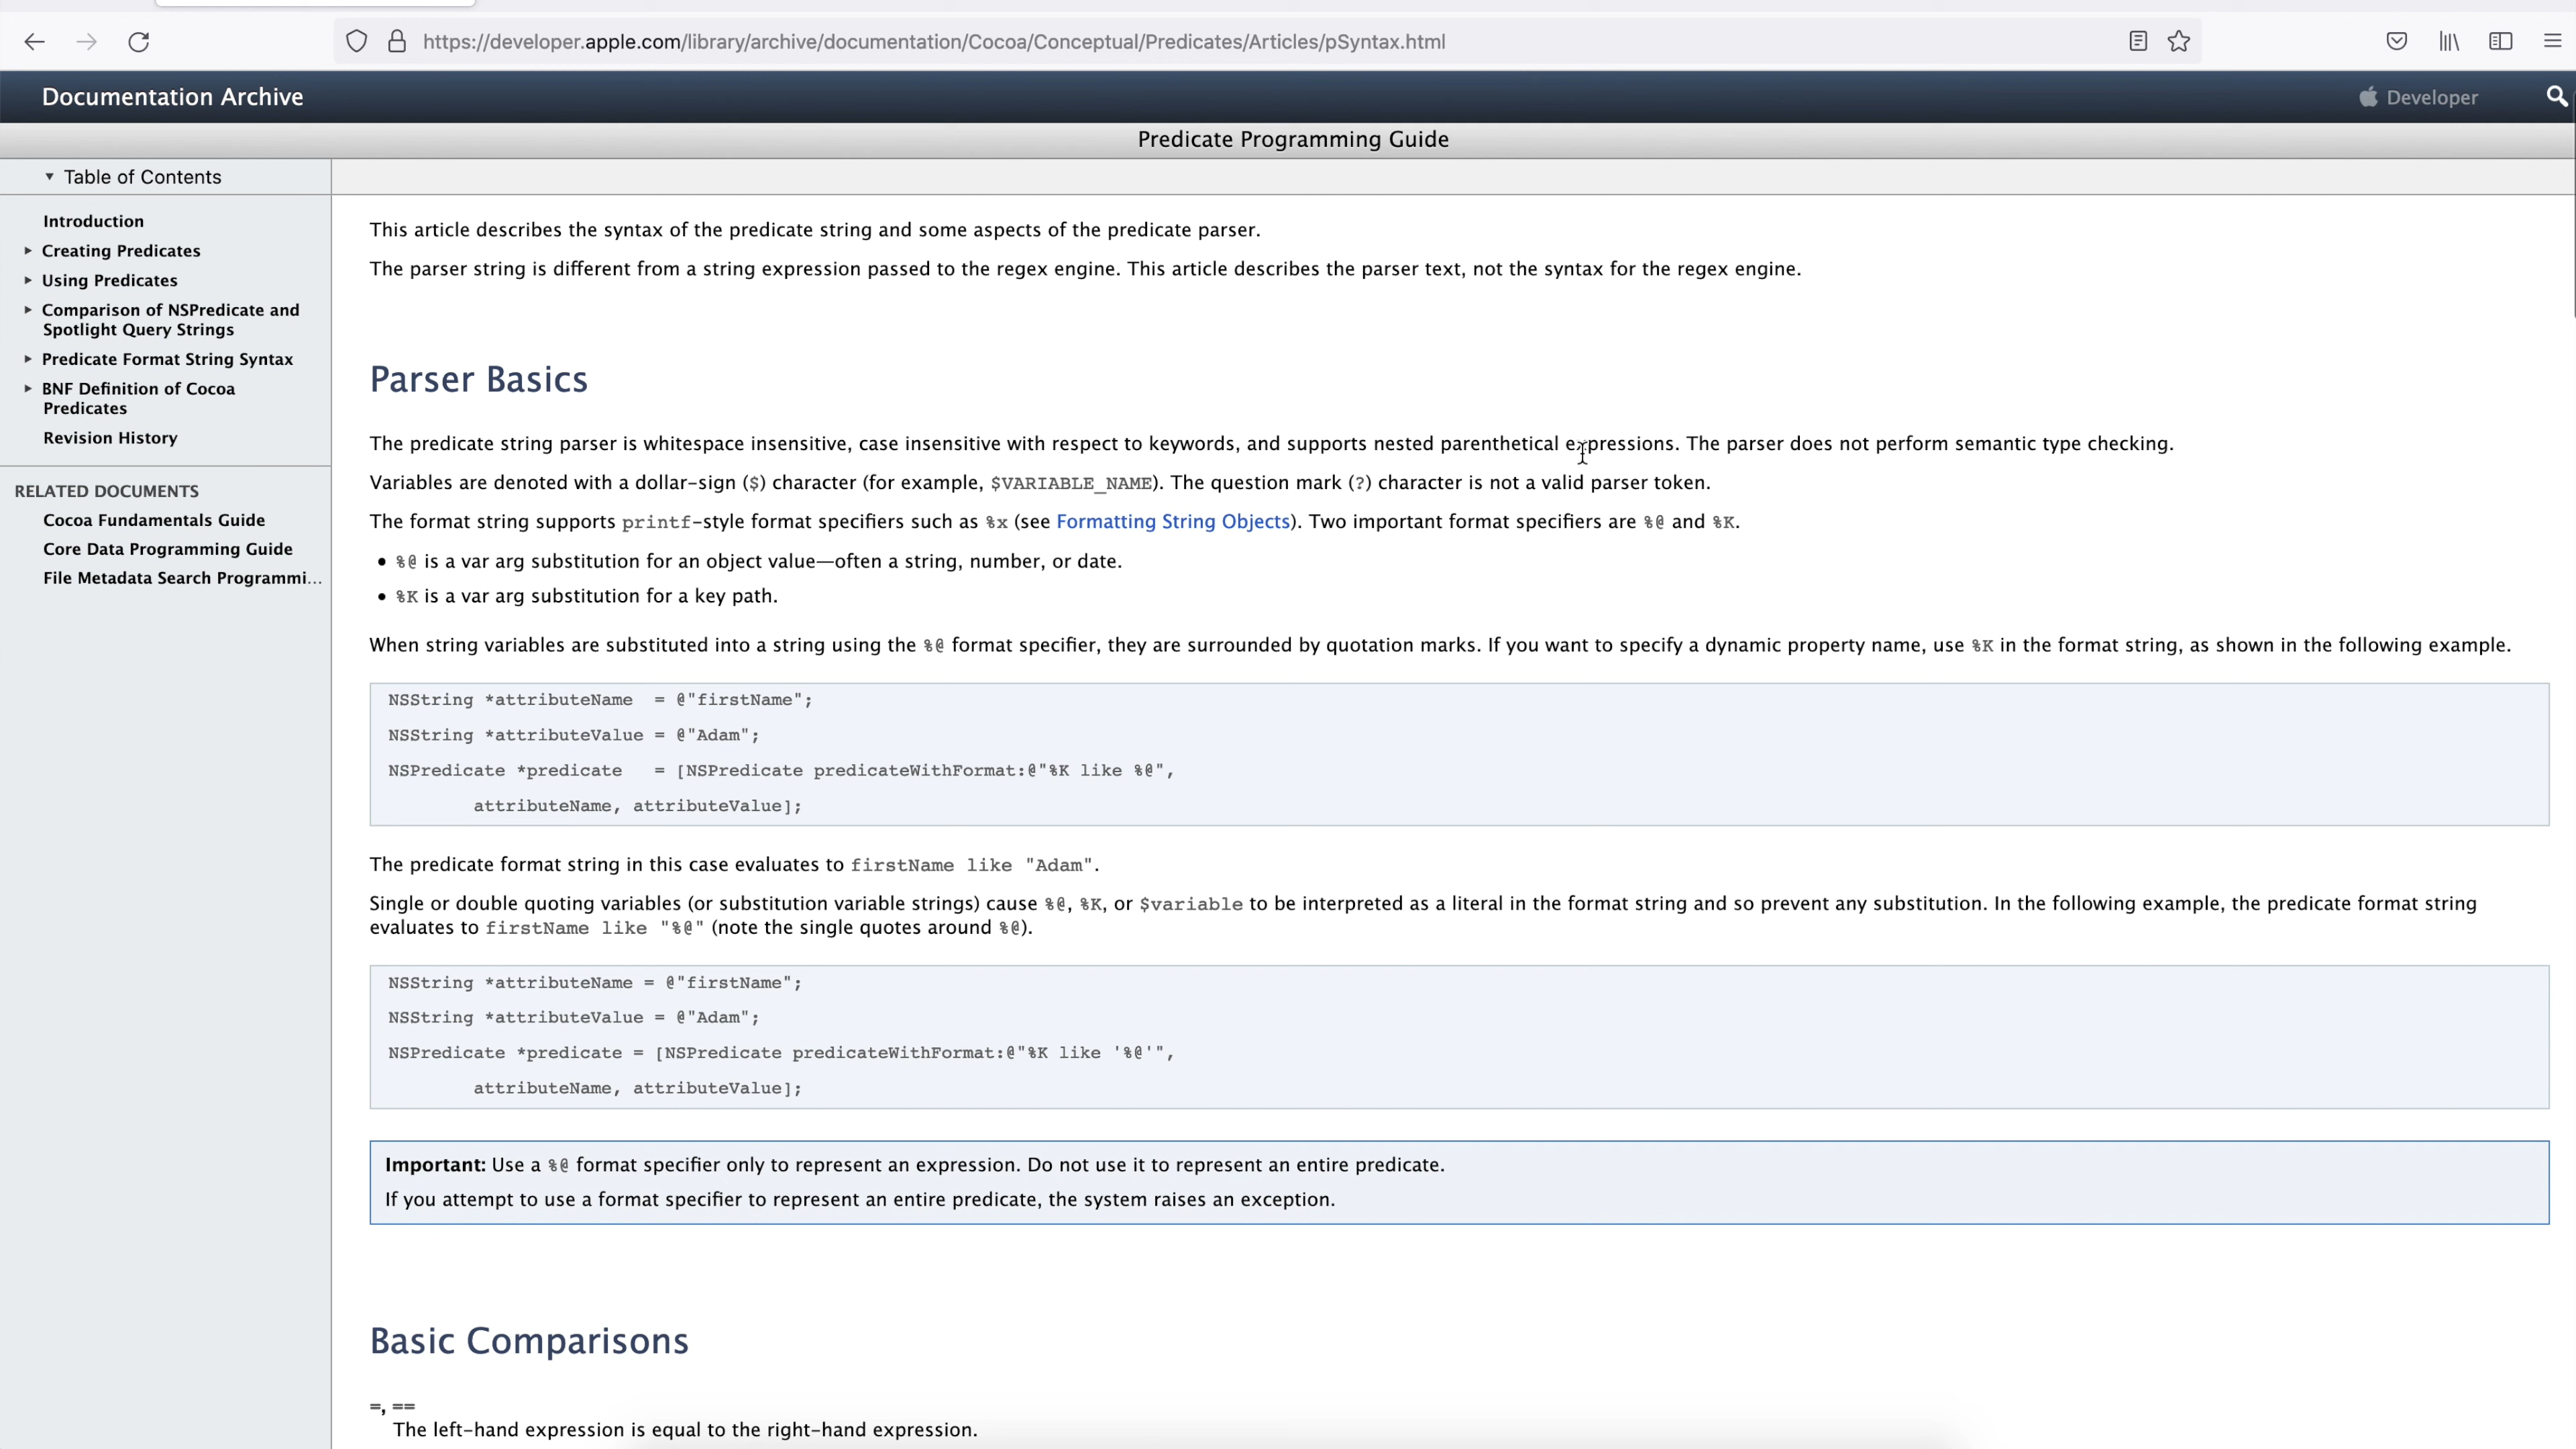 https://developer.apple.com/library/archive/documentation/Cocoa/Conceptual/Predicates/Articles/pSyntax.html
Documentation Archive
Developer
Predicate Programming Guide
Table of Contents
Introduction
Creating Predicates
Using Predicates
Comparison of NSPredicate and
Spotlight Query Strings
Predicate Format String Syntax
BNF Definition of Cocoa
Predicates
Revision History
RELATED DOCUMENTS
Cocoa Fundamentals Guide
Core Data Programming Guide
File Metadata Search Programmi...
This article describes the syntax of the predicate string and some aspects of the predicate parser.
The parser string is different from a string expression passed to the regex engine. This article describes the parser text, not the syntax for the regex engine.
Parser Basics
The predicate string parser is whitespace insensitive, case insensitive with respect to keywords, and supports nested parenthetical expressions. The parser does not perform semantic type checking.
Variables are denoted with a dollar-sign ($) character (for example, $VARIABLE_NAME). The question mark (?) character is not a valid parser token.
The format string supports printf-style format specifiers such as %x (see Formatting String Objects). Two important format specifiers are %@ and %K.
• %@ is a var arg substitution for an object value—often a string, number, or date.
• %K is a var arg substitution for a key path.
When string variables are substituted into a string using the %@ format specifier, they are surrounded by quotation marks. If you want to specify a dynamic property name, use %K in the format string, as shown in the following example.
NSString *attributeName  = @"firstName";
NSString *attributeValue = @"Adam";
NSPredicate *predicate   = [NSPredicate predicateWithFormat:@"%K like %@",
attributeName, attributeValue];
The predicate format string in this case evaluates to firstName like "Adam".
Single or double quoting variables (or substitution variable strings) cause %@, %K, or $variable to be interpreted as a literal in the format string and so prevent any substitution. In the following example, the predicate format string
evaluates to firstName like "%@" (note the single quotes around %@).
NSString *attributeName = @"firstName";
NSString *attributeValue = @"Adam";
NSPredicate *predicate = [NSPredicate predicateWithFormat:@"%K like '%@'",
attributeName, attributeValue];
Important: Use a %@ format specifier only to represent an expression. Do not use it to represent an entire predicate.
If you attempt to use a format specifier to represent an entire predicate, the system raises an exception.
Basic Comparisons
=, ==
The left-hand expression is equal to the right-hand expression.